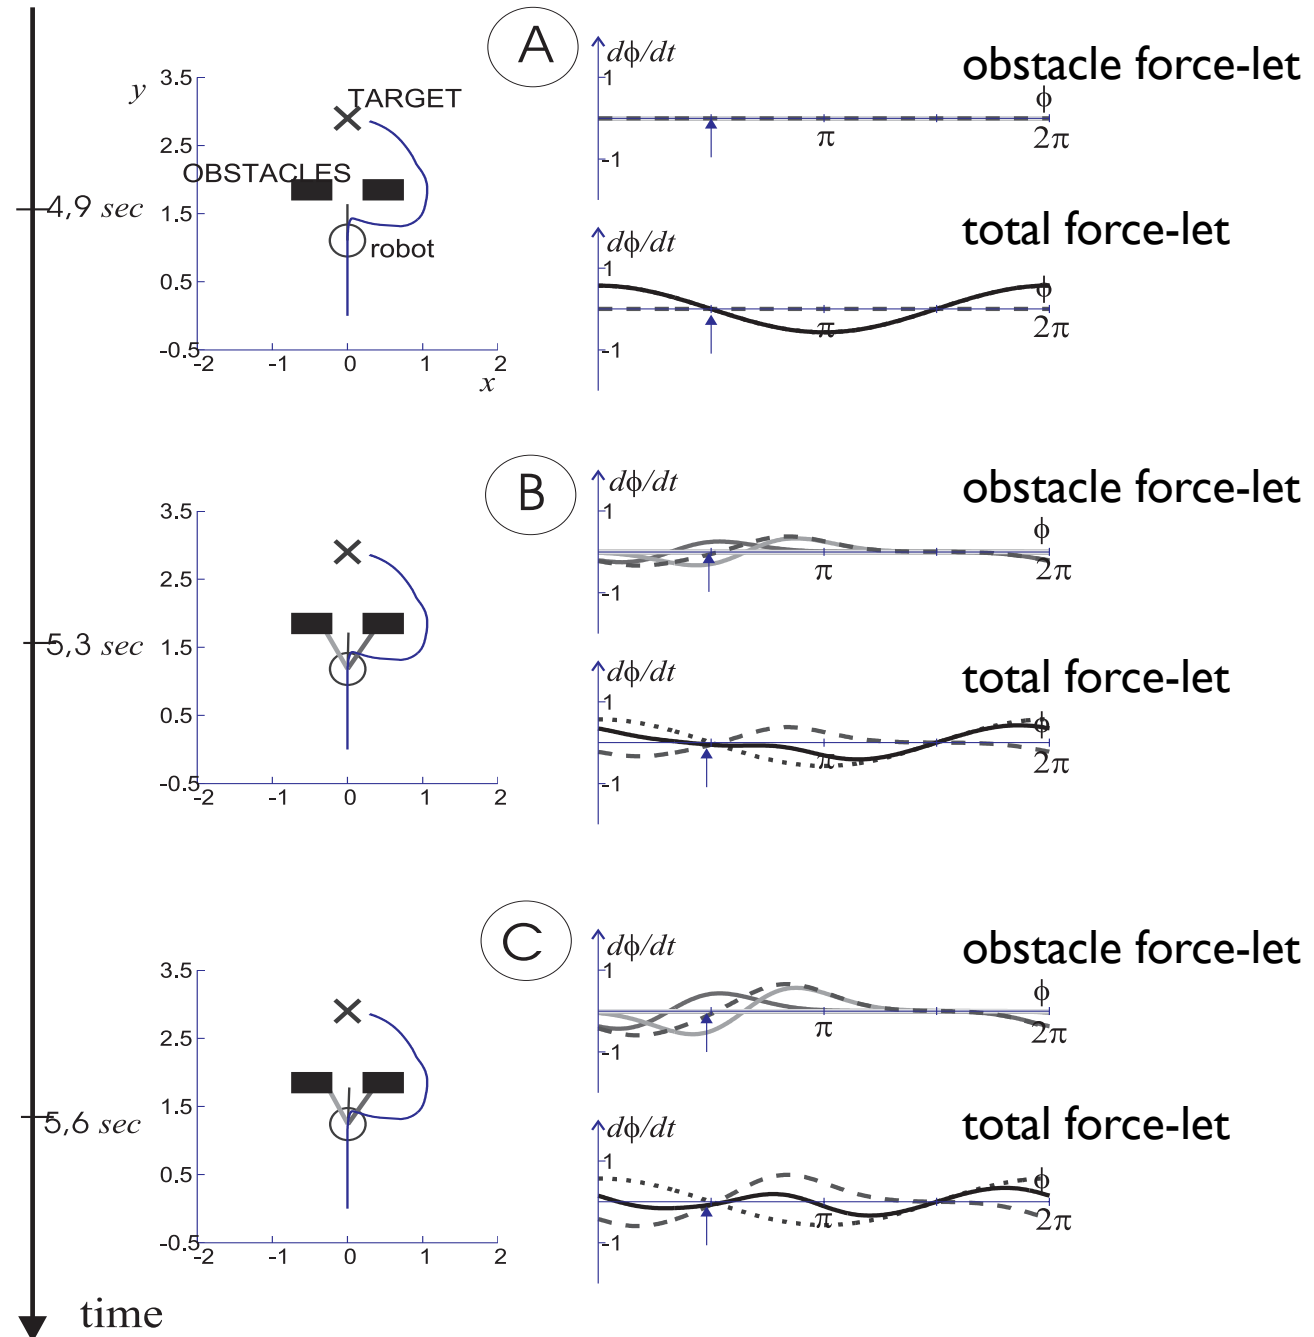 A
dϕ/dt
obstacle force-let
y
3.5
TARGET
1
ϕ
2.5
π
2π
OBSTACLES
-1
4,9 sec
1.5
robot
dϕ/dt
total force-let
0.5
1
ϕ
π
2π
-0.5
-2
-1
0
1
2
-1
x
B
dϕ/dt
obstacle force-let
3.5
1
ϕ
2.5
π
2π
-1
5,3 sec
1.5
dϕ/dt
total force-let
0.5
1
ϕ
π
2π
-0.5
-2
-1
0
1
2
-1
C
dϕ/dt
obstacle force-let
3.5
1
ϕ
2.5
π
2π
-1
5,6 sec
1.5
dϕ/dt
total force-let
0.5
1
ϕ
π
2π
-0.5
-2
-1
0
1
2
-1
time